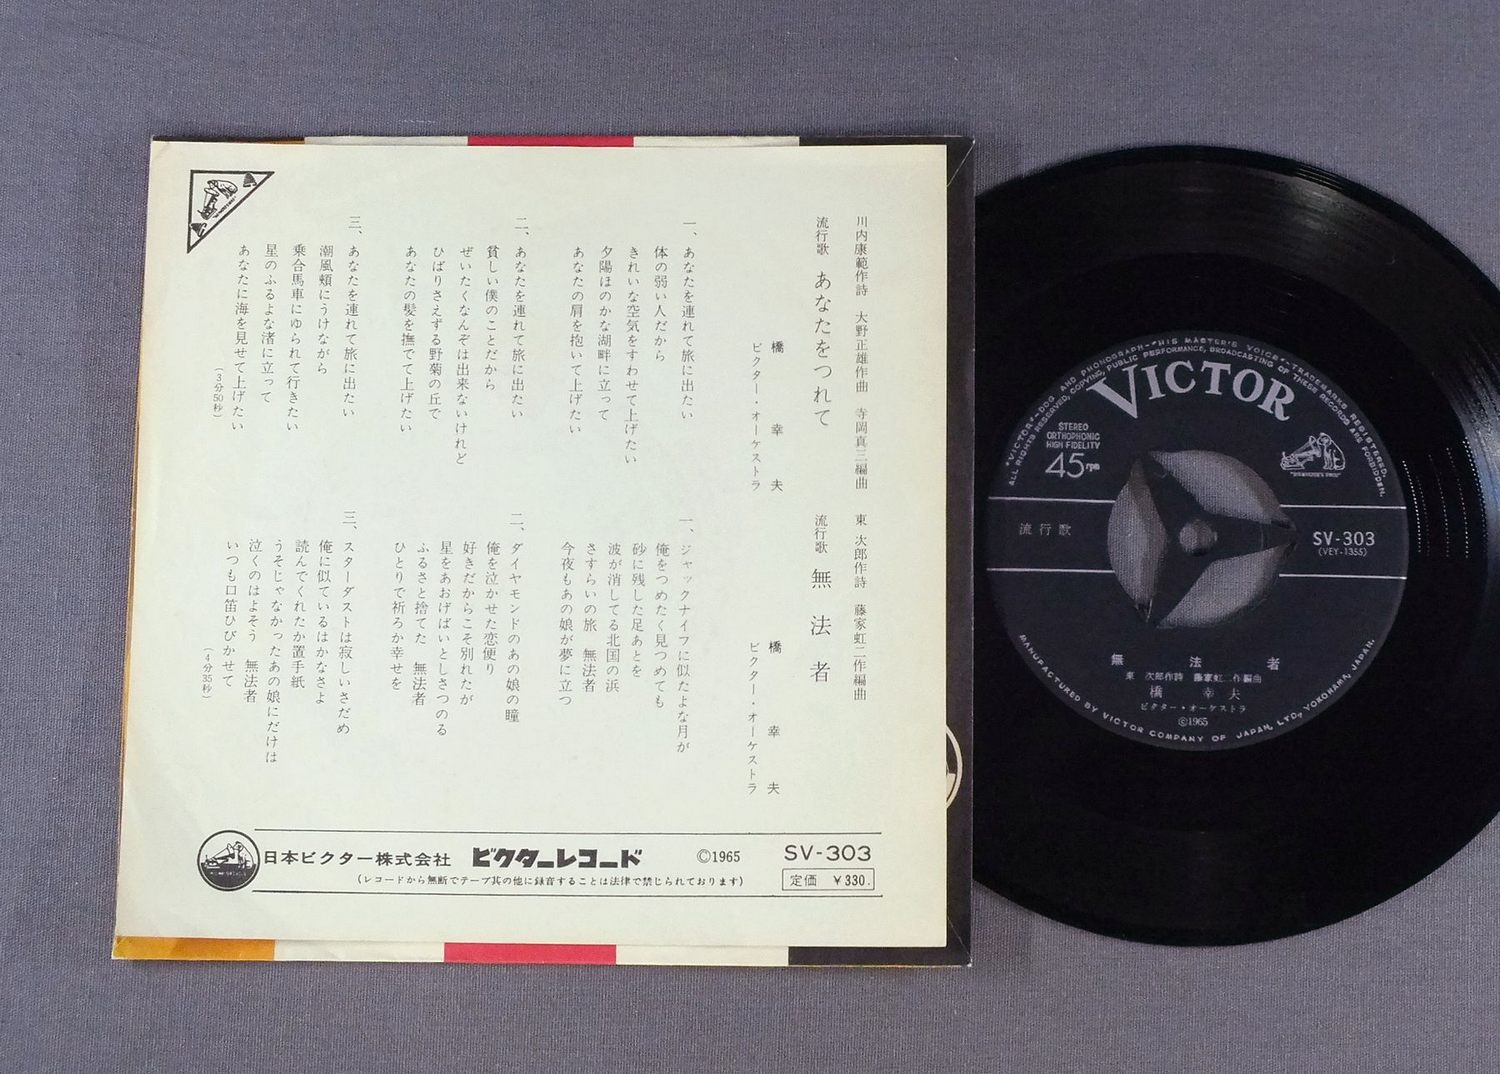 川内康範作詩 大野正雄作曲 寺岡真三編曲
流行歌 あなたをつれて
橋 幸夫
ビクター・オーケストラ
一、あなたを連れて旅に出たい
体の弱い人だから
きれいな空気をすわせて上げたい
夕陽ほのかな湖畔に立って
あなたの肩を抱いて上げたい
二、あなたを連れて旅に出たい
貧しい僕のことだから
ぜいたくなんぞは出来ないけれど
ひばりさえずる野菊の丘で
あなたの髪を撫でて上げたい
三、あなたを連れて旅に出たい
潮風頬にうけながら
乗合馬車にゆられて行きたい
星のふるよな渚に立って
あなたに海を見せて上げたい
(3分50秒)
東 次郎作詩 藤家虹二作編曲
流行歌 無法者
橋 幸夫
ビクター・オーケストラ
一、ジャックナイフに似たよな月が
俺をつめたく見つめても
砂に残した足あとを
波が消してる北国の浜
さすらいの旅 無法者
今夜もあの娘が夢に立つ
二、ダイヤモンドのあの娘の瞳
俺を泣かせた恋便り
好きだからこそ別れたが
星をあおげばいとしさつのる
ふるさと捨てた 無法者
ひとりで祈ろか幸せを
三、スターダストは寂しいさだめ
俺に似ているはかなさよ
読んでくれたか置手紙
うそじゃなかったあの娘にだけは
泣くのはよそう 無法者
いつも口笛ひびかせて
(4分35秒)
日本ビクター株式会社 ビクターレコード ©1965 SV-303
(レコードから無断でテープ其の他に録音することは法律で禁じられております) 定価 ¥330.
"VICTOR"-DOG AND PHONOGRAPH-"HIS MASTER'S VOICE" TRADEMARKS REGISTERED.
ALL RIGHTS RESERVED, COPYING, PUBLIC PERFORMANCE, BROADCASTING OF THESE RECORDS ARE FORBIDDEN.
VICTOR
STEREO
ORTHOPHONIC
HIGH FIDELITY
45rpm
"HIS MASTER'S VOICE"
流行歌
SV-303
(VEY-1355)
無法者
東 次郎作詩 藤家虹二作編曲
橋 幸夫
ビクター・オーケストラ
©1965
MANUFACTURED BY VICTOR COMPANY OF JAPAN, LTD, YOKOHAMA, JAPAN.